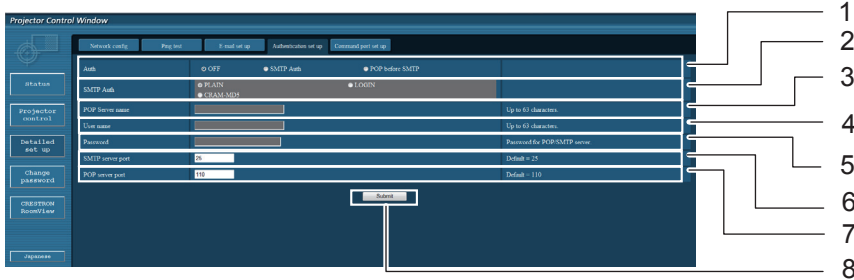 Projector Control Window
Network config Ping test E-mail set up Authentication set up Command port set up
Auth OFF SMTP Auth POP before SMTP
SMTP Auth PLAIN LOGIN
CRAM-MD5
POP Server name Up to 63 characters.
User name Up to 63 characters.
Password Password for POP/SMTP server.
SMTP server port 25 Default = 25
POP server port 110 Default = 110
Submit
Status
Projector
control
Detailed
set up
Change
password
CRESTRON
RoomView
Japanese
1
2
3
4
5
6
7
8